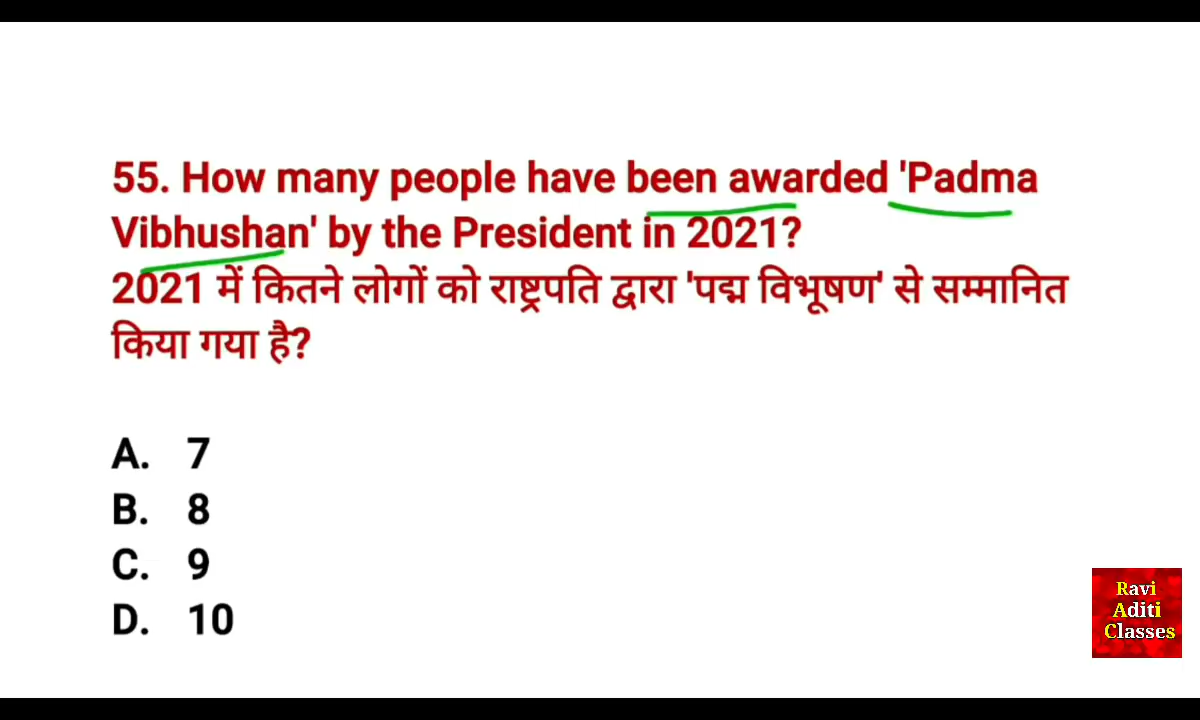 55. How many people have been awarded 'Padma
Vibhushan' by the President in 2021?
2021 में कितने लोगों को राष्ट्रपति द्वारा 'पद्म विभूषण' से सम्मानित
किया गया है?
A. 7
B. 8
C. 9
D. 10
Ravi
Aditi
Classes